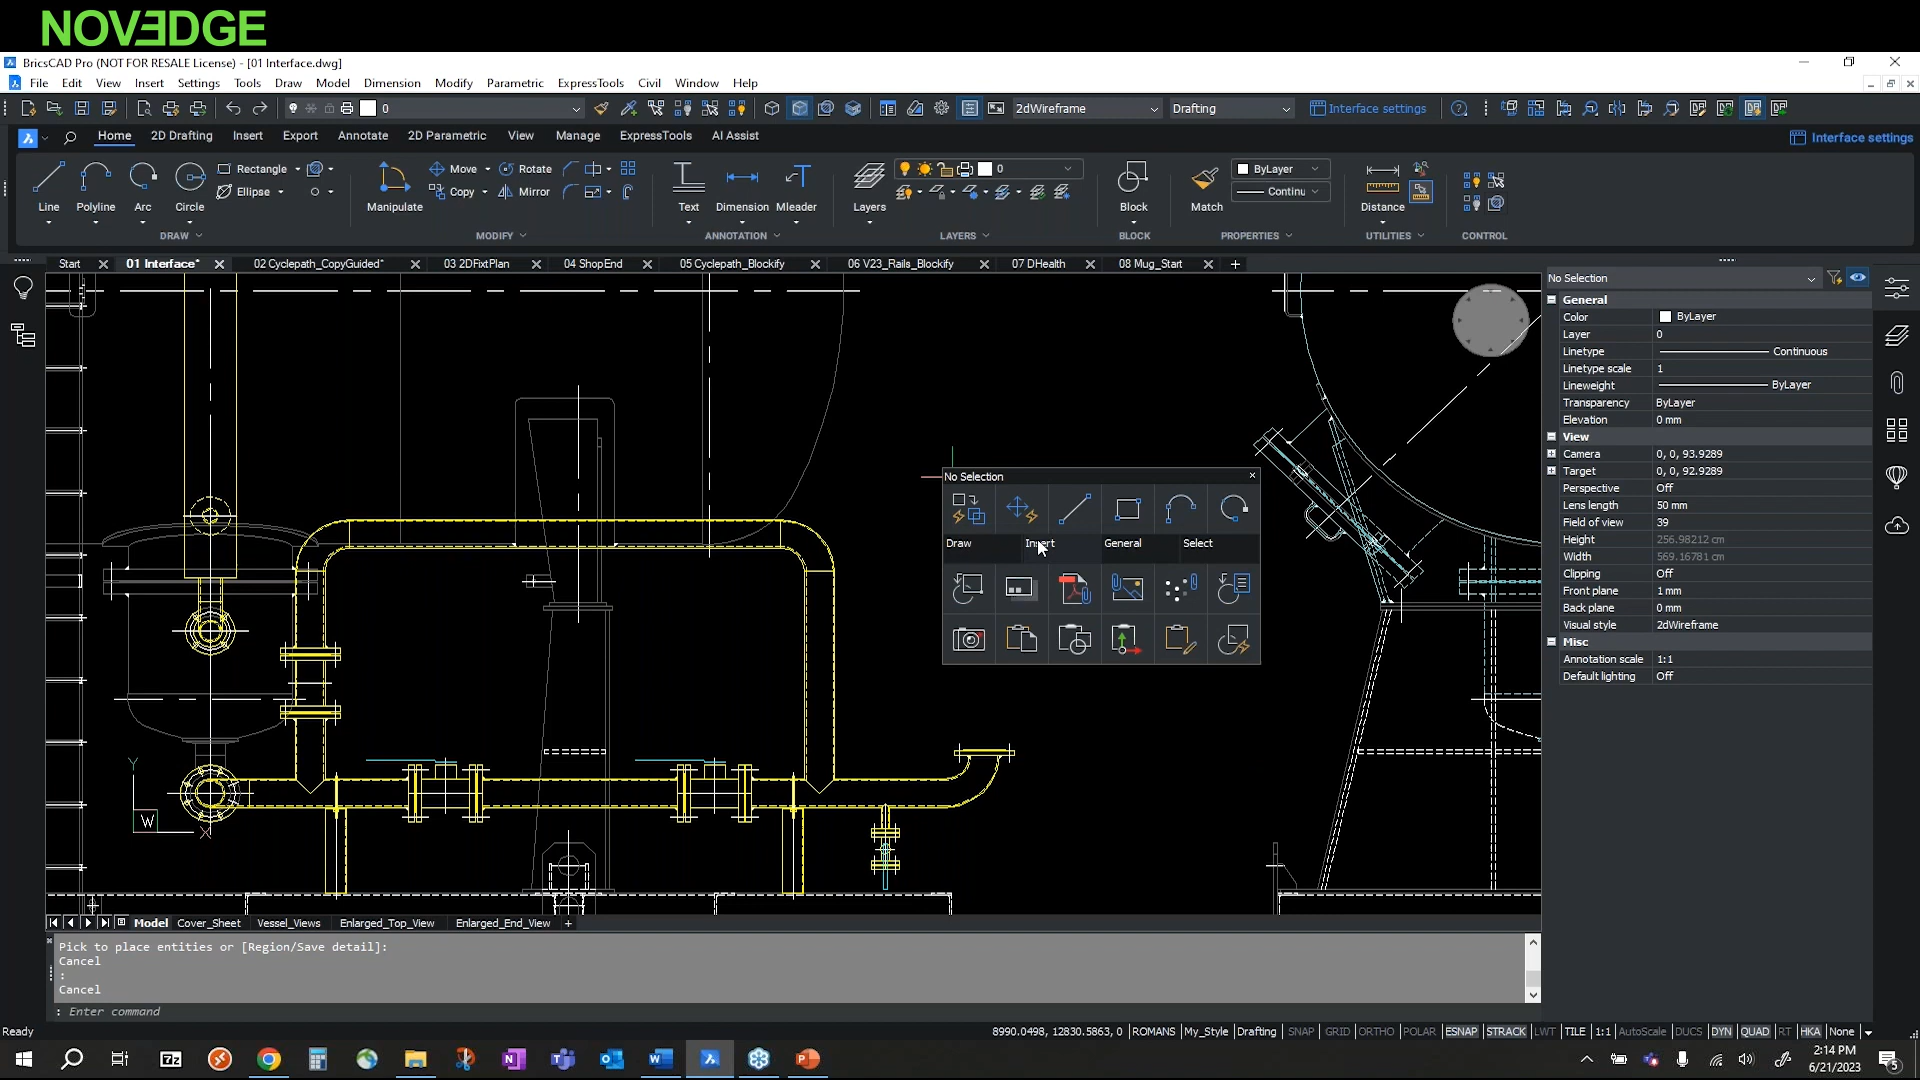 NOVEDGE
BricsCAD Pro (NOT FOR RESALE License) - [01 Interface.dwg]
File Edit View Insert Settings Tools Draw Model Dimension Modify Parametric ExpressTools Civil Window Help
0 2dWireframe Drafting Interface settings
Home 2D Drafting Insert Export Annotate 2D Parametric View Manage ExpressTools AI Assist Interface settings
Rectangle Move Rotate 0 ByLayer
Ellipse Copy Mirror Continu
Line Polyline Arc Circle Manipulate Text Dimension Mleader Layers Block Match Distance
DRAW MODIFY ANNOTATION LAYERS BLOCK PROPERTIES UTILITIES CONTROL
Start 01 Interface* 02 Cyclepath_CopyGuided* 03 2DFixtPlan 04 ShopEnd 05 Cyclepath_Blockify 06 V23_Rails_Blockify 07 DHealth 08 Mug_Start
No Selection
General
Color ByLayer
Layer 0
Linetype Continuous
Linetype scale 1
Lineweight ByLayer
Transparency ByLayer
Elevation 0 mm
View
Camera 0, 0, 93.9289
Target 0, 0, 92.9289
Perspective Off
Lens length 50 mm
Field of view 39
Height 256.98212 cm
Width 569.16781 cm
Clipping Off
Front plane 1 mm
Back plane 0 mm
Visual style 2dWireframe
Misc
Annotation scale 1:1
Default lighting Off
No Selection
Draw Insert General Select
Y
W
X
Model Cover_Sheet Vessel_Views Enlarged_Top_View Enlarged_End_View +
Pick to place entities or [Region/Save detail]:
Cancel
:
Cancel
: Enter command
Ready 8990.0498, 12830.5863, 0 ROMANS My_Style Drafting SNAP GRID ORTHO POLAR ESNAP STRACK LWT TILE 1:1 AutoScale DUCS DYN QUAD RT HKA None
2:14 PM
6/21/2023
5